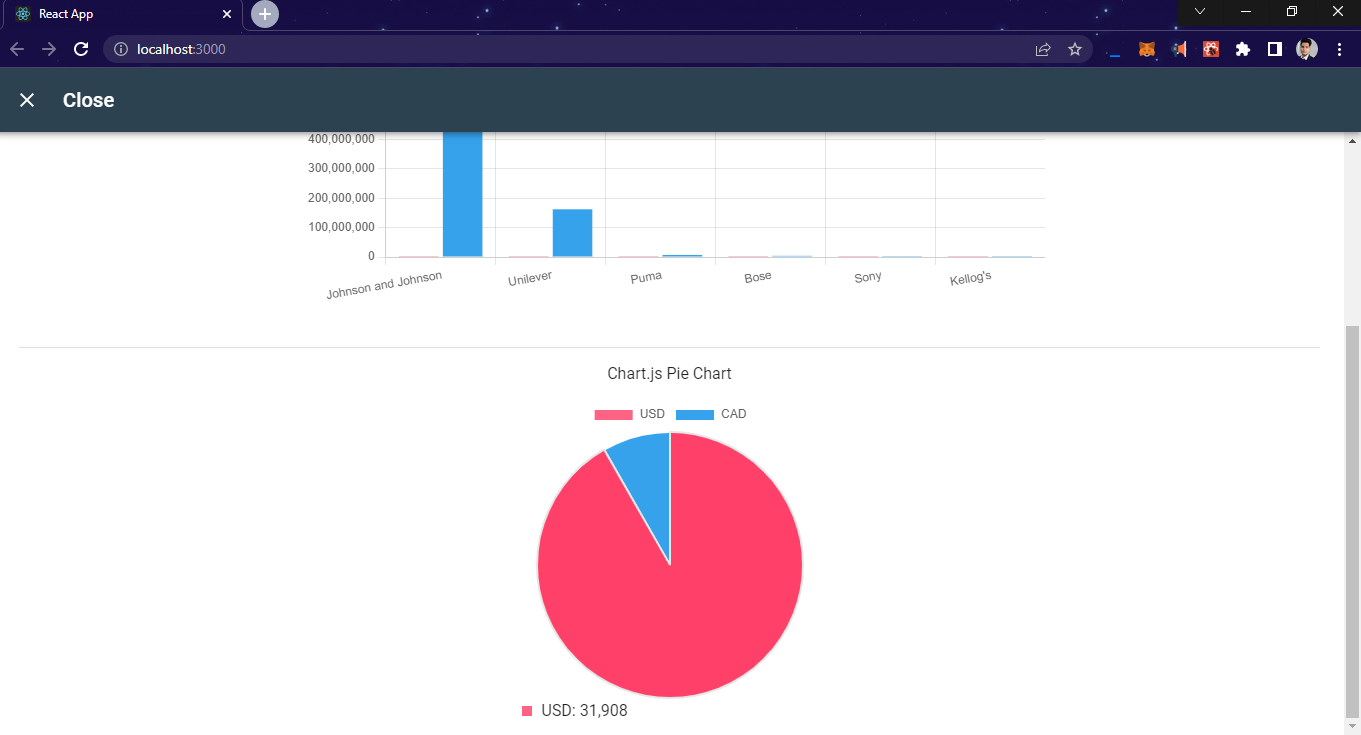 React App
localhost:3000
Close
400,000,000
300,000,000
200,000,000
100,000,000
0
Johnson and Johnson Unilever Puma Bose Sony Kellog's
Chart.js Pie Chart
USD CAD
USD: 31,908